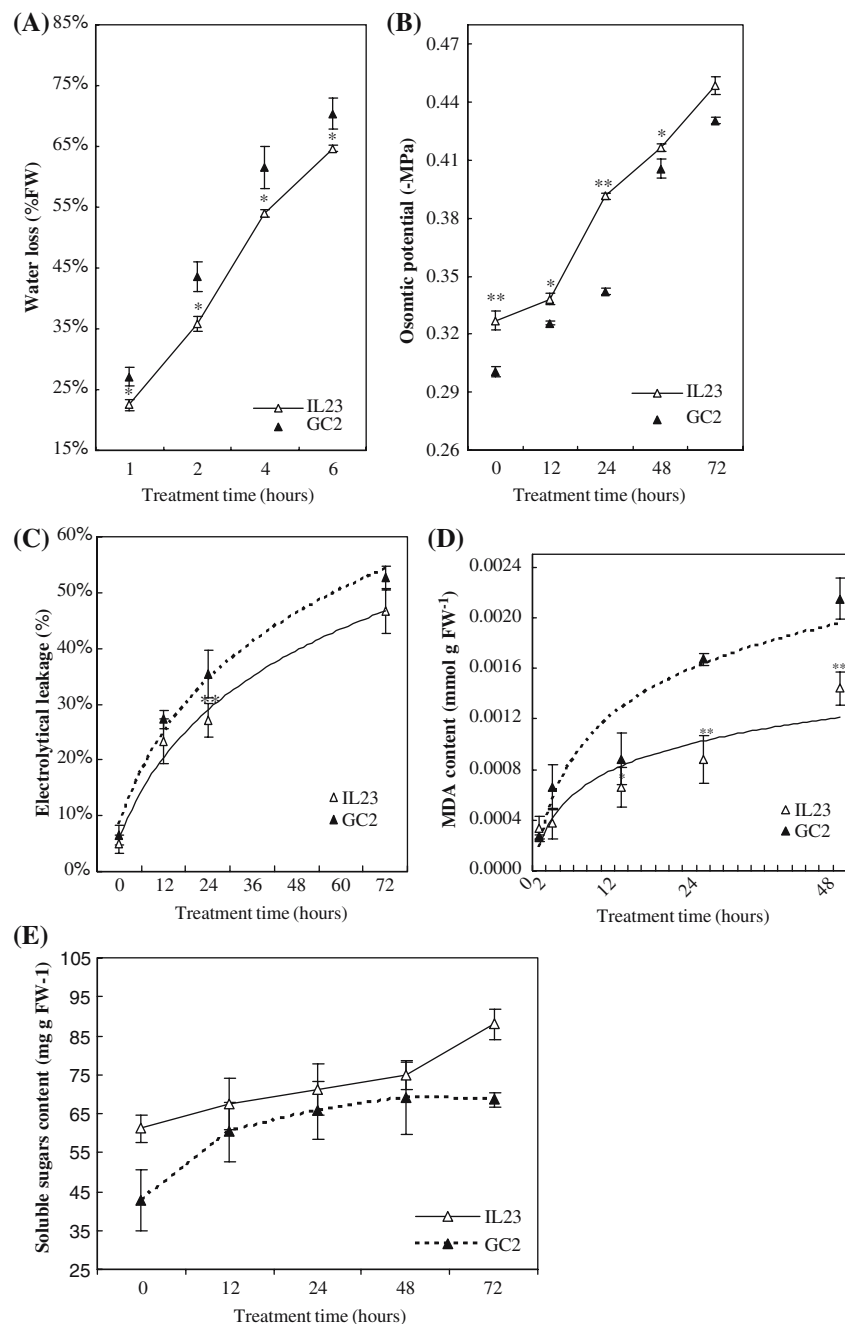 (A)
85%
75%
65%
55%
45%
35%
25%
15%
Water loss (%FW)
*
*
*
*
IL23
GC2
1 2 4 6
Treatment time (hours)
(B)
0.47
0.44
0.41
0.38
0.35
0.32
0.29
0.26
Osomtic potential (-MPa)
**
*
**
*
IL23
GC2
0 12 24 48 72
Treatment time (hours)
(C)
60%
50%
40%
30%
20%
10%
0%
Electrolytical leakage (%)
**
IL23
GC2
0 12 24 36 48 60 72
Treatment time (hours)
(D)
0.0024
0.0020
0.0016
0.0012
0.0008
0.0004
0.0000
MDA content (mmol g FW-1)
*
**
**
IL23
GC2
0 2 12 24 48
Treatment time (hours)
(E)
105
95
85
75
65
55
45
35
25
Soluble sugars content (mg g FW-1)
IL23
GC2
0 12 24 48 72
Treatment time (hours)